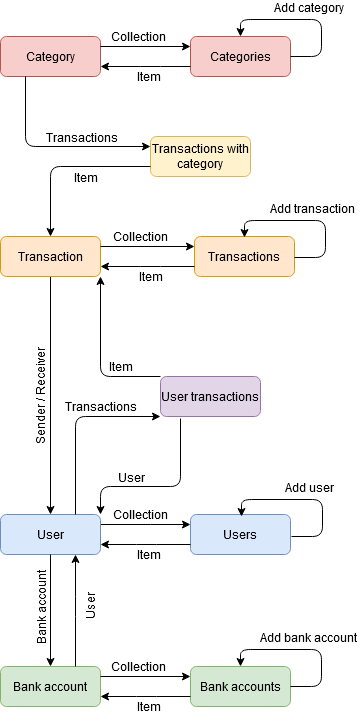 Add category
Collection
Category
Categories
Item
Transactions
Transactions with
category
Item
Add transaction
Collection
Transaction
Transactions
Item
Sender / Receiver
Item
User transactions
Transactions
User
Add user
Collection
User
Users
Item
Bank account
User
Add bank account
Collection
Bank account
Bank accounts
Item